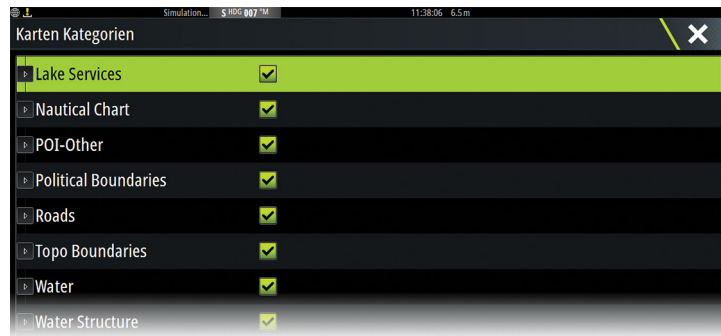 Simulation... S HDG 007 °M 11:38:06 6.5 m
Karten Kategorien
Lake Services
Nautical Chart
POI-Other
Political Boundaries
Roads
Topo Boundaries
Water
Water Structure